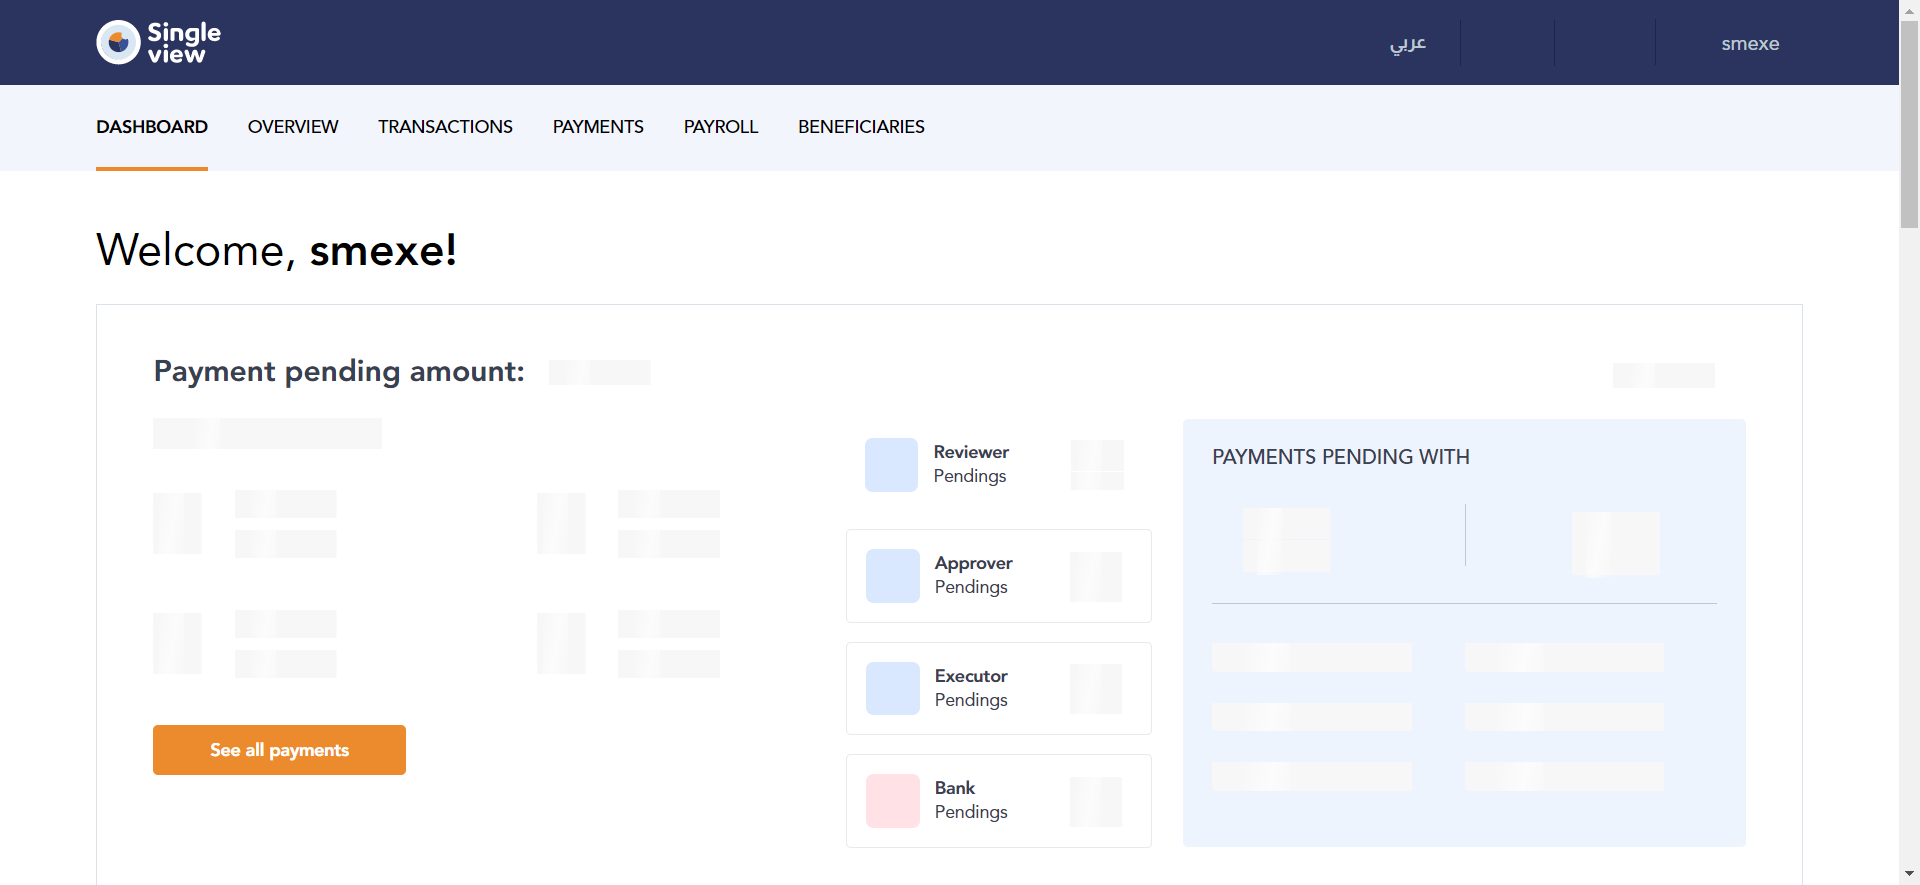 Single
view
عربي
smexe
DASHBOARD OVERVIEW TRANSACTIONS PAYMENTS PAYROLL BENEFICIARIES
Welcome, smexe!
Payment pending amount:
Reviewer
Pendings
Approver
Pendings
Executor
Pendings
Bank
Pendings
PAYMENTS PENDING WITH
See all payments